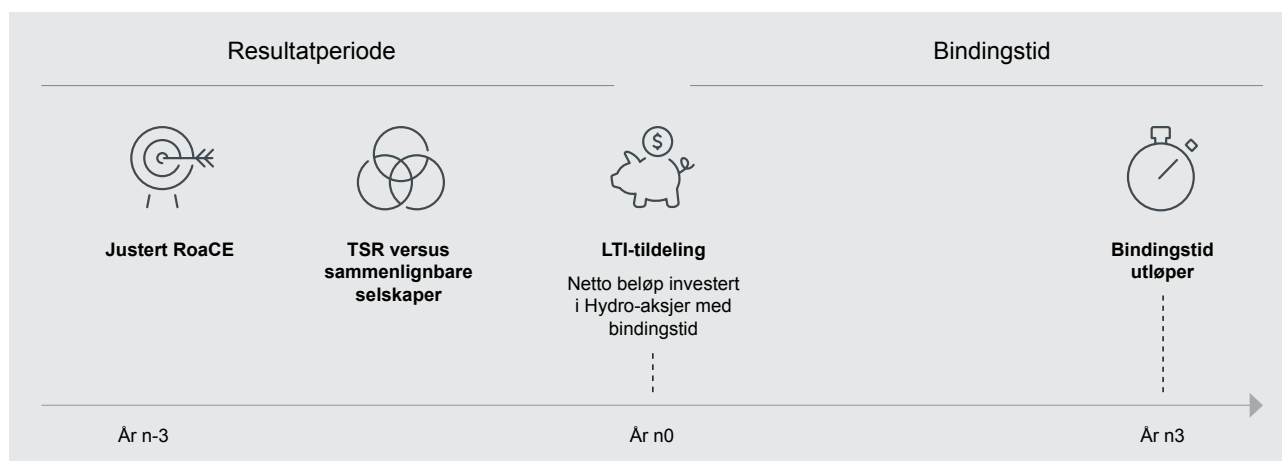 Resultatperiode
Bindingstid
$
Justert RoaCE
TSR versus
sammenlignbare
selskaper
LTI-tildeling
Netto beløp investert
i Hydro-aksjer med
bindingstid
Bindingstid
utløper
År n-3
År n0
År n3